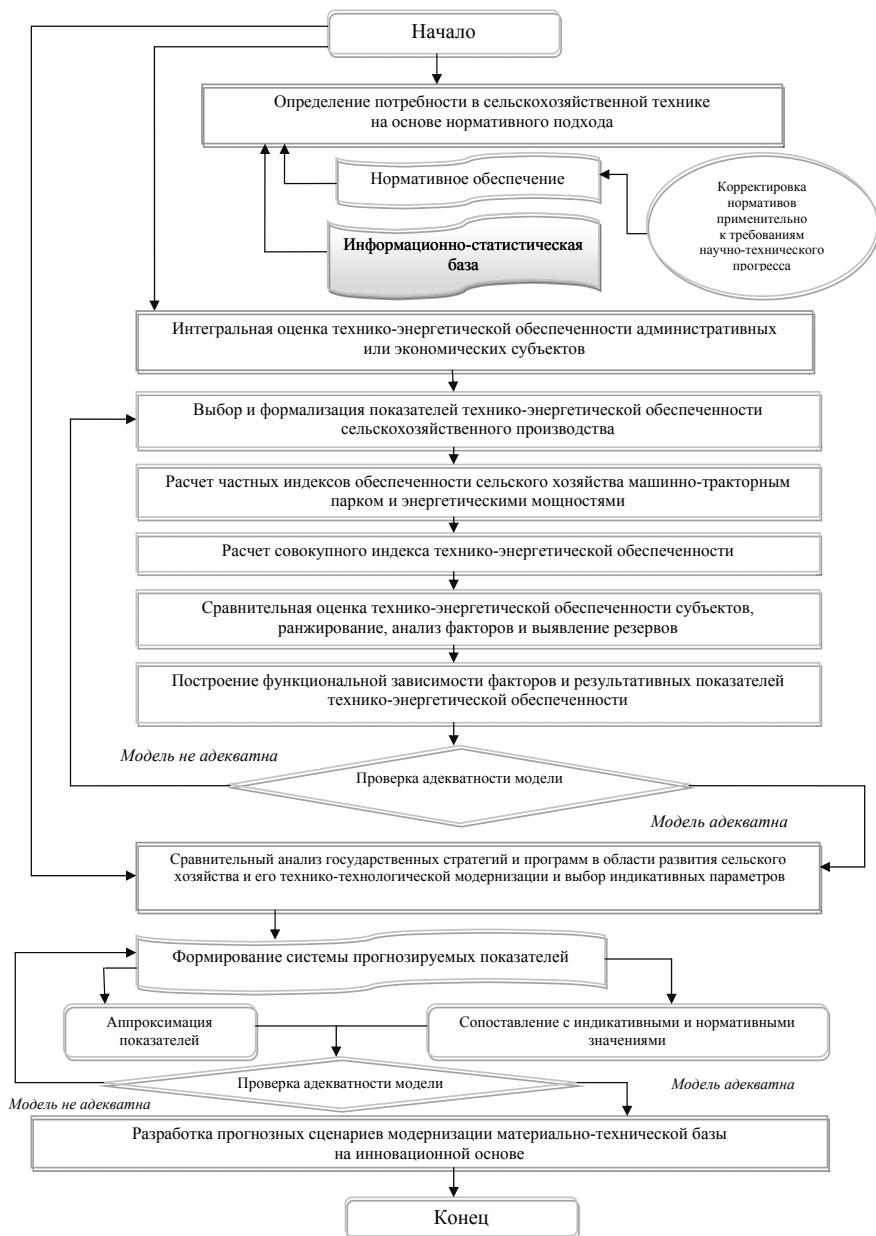 Начало
Определение потребности в сельскохозяйственной технике
на основе нормативного подхода
Нормативное обеспечение
Корректировка
нормативов
применительно
к требованиям
научно-технического
прогресса
Информационно-статистическая
база
Интегральная оценка технико-энергетической обеспеченности административных
или экономических субъектов
Выбор и формализация показателей технико-энергетической обеспеченности
сельскохозяйственного производства
Расчет частных индексов обеспеченности сельского хозяйства машинно-тракторным
парком и энергетическими мощностями
Расчет совокупного индекса технико-энергетической обеспеченности
Сравнительная оценка технико-энергетической обеспеченности субъектов,
ранжирование, анализ факторов и выявление резервов
Построение функциональной зависимости факторов и результативных показателей
технико-энергетической обеспеченности
Модель не адекватна
Проверка адекватности модели
Модель адекватна
Сравнительный анализ государственных стратегий и программ в области развития сельского
хозяйства и его технико-технологической модернизации и выбор индикативных параметров
Формирование системы прогнозируемых показателей
Аппроксимация
показателей
Сопоставление с индикативными и нормативными
значениями
Проверка адекватности модели
Модель адекватна
Модель не адекватна
Разработка прогнозных сценариев модернизации материально-технической базы
на инновационной основе
Конец